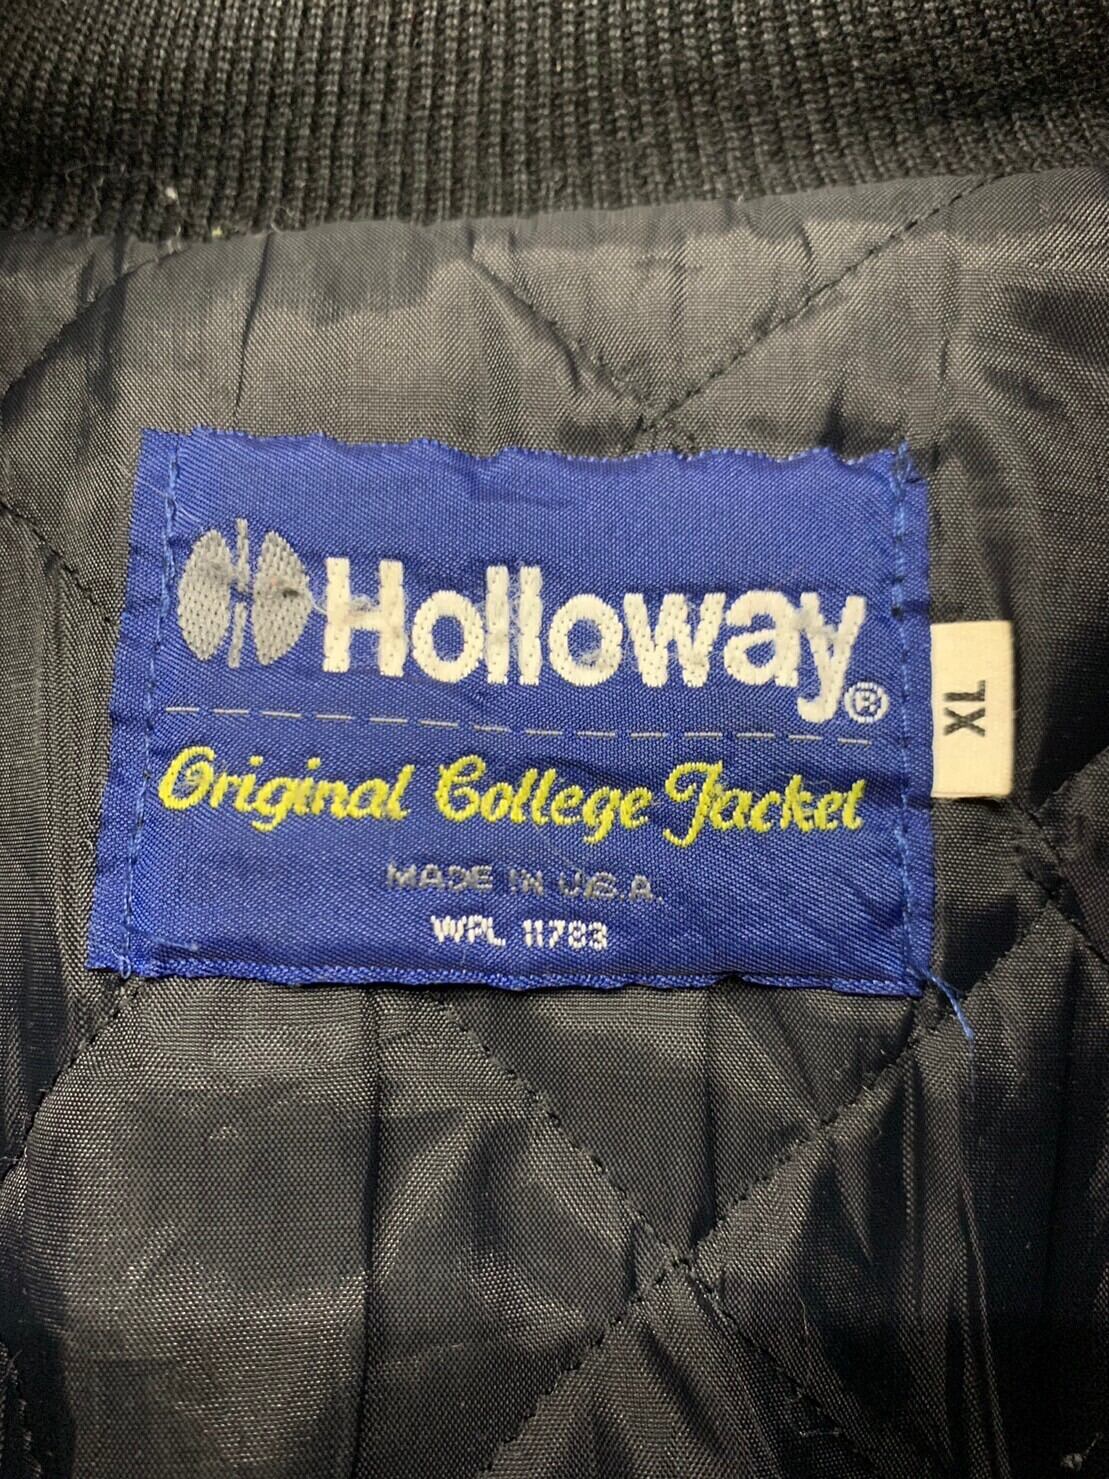 Holloway®
Original College Jacket
MADE IN U.S.A.
WPL 11783
XL